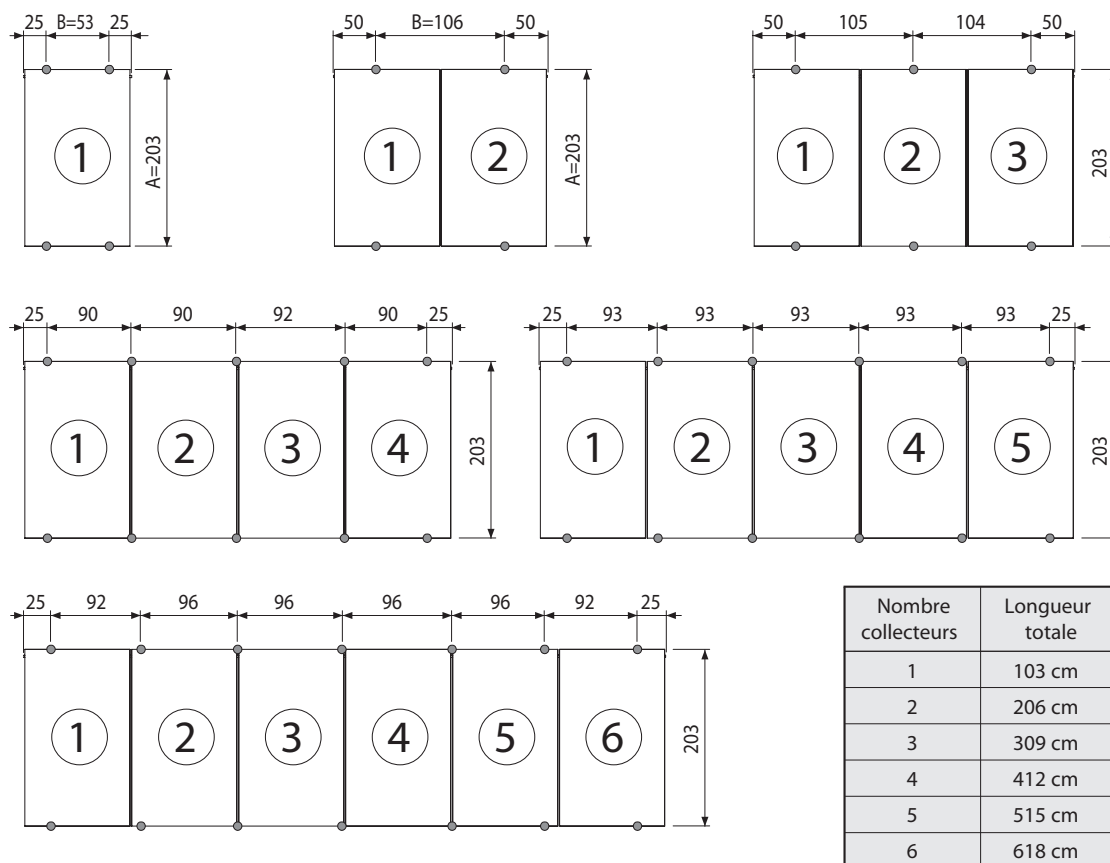 25 B=53 25
50 B=106 50
50 105 104 50
1
A=203
1 2
A=203
1 2 3
203
25 90 90 92 90 25
25 93 93 93 93 93 25
1 2 3 4
203
1 2 3 4 5
203
25 92 96 96 96 96 92 25
1 2 3 4 5 6
203
Nombre collecteurs Longueur totale
1 103 cm
2 206 cm
3 309 cm
4 412 cm
5 515 cm
6 618 cm